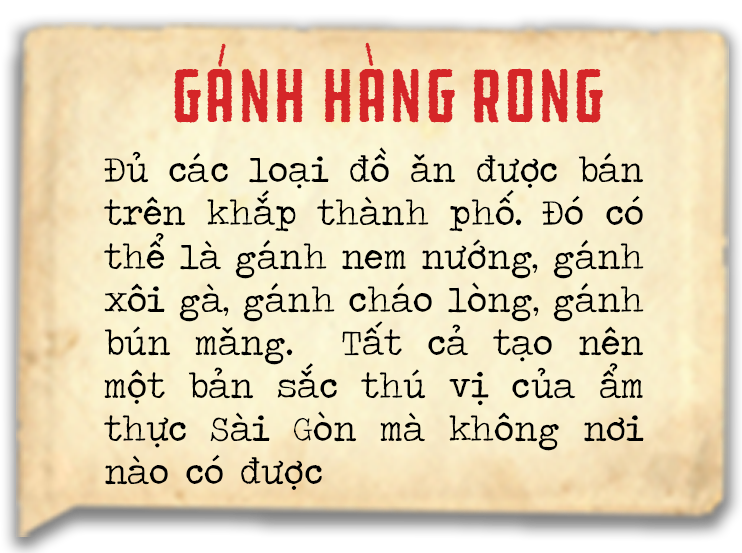 GÁNH HÀNG RONG
Đủ các loại đồ ăn được bán
trên khắp thành phố. Đó có
thể là gánh nem nướng, gánh
xôi gà, gánh cháo lòng, gánh
bún măng. Tất cả tạo nên
một bản sắc thú vị của ẩm
thực Sài Gòn mà không nơi
nào có được